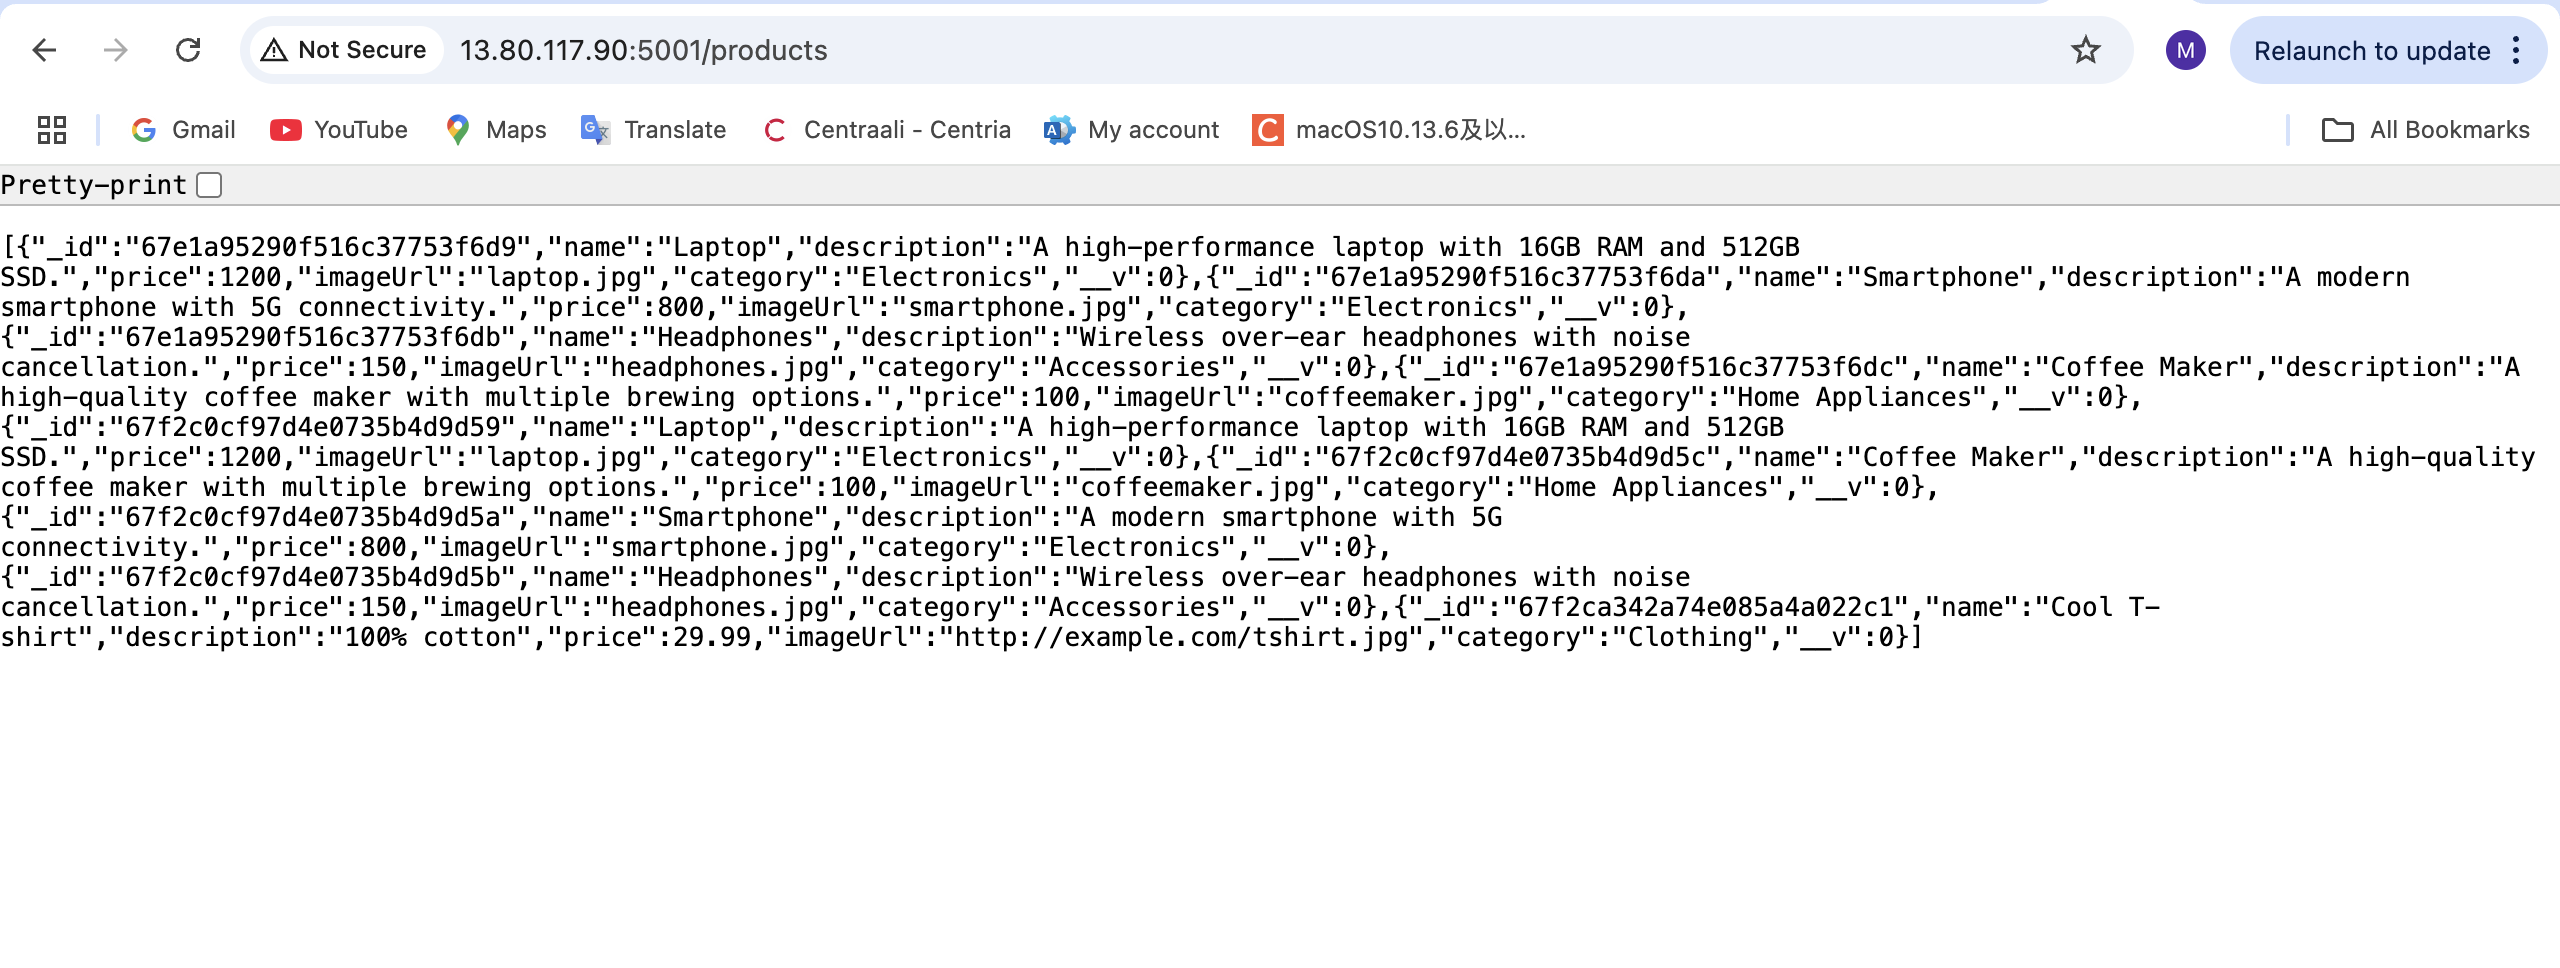 Not Secure 13.80.117.90:5001/products M Relaunch to update
Gmail YouTube Maps Translate Centraali - Centria My account macOS10.13.6及以... All Bookmarks
Pretty-print
[{"_id":"67e1a95290f516c37753f6d9","name":"Laptop","description":"A high-performance laptop with 16GB RAM and 512GB
SSD.","price":1200,"imageUrl":"laptop.jpg","category":"Electronics","__v":0},{"_id":"67e1a95290f516c37753f6da","name":"Smartphone","description":"A modern
smartphone with 5G connectivity.","price":800,"imageUrl":"smartphone.jpg","category":"Electronics","__v":0},
{"_id":"67e1a95290f516c37753f6db","name":"Headphones","description":"Wireless over-ear headphones with noise
cancellation.","price":150,"imageUrl":"headphones.jpg","category":"Accessories","__v":0},{"_id":"67e1a95290f516c37753f6dc","name":"Coffee Maker","description":"A
high-quality coffee maker with multiple brewing options.","price":100,"imageUrl":"coffeemaker.jpg","category":"Home Appliances","__v":0},
{"_id":"67f2c0cf97d4e0735b4d9d59","name":"Laptop","description":"A high-performance laptop with 16GB RAM and 512GB
SSD.","price":1200,"imageUrl":"laptop.jpg","category":"Electronics","__v":0},{"_id":"67f2c0cf97d4e0735b4d9d5c","name":"Coffee Maker","description":"A high-quality
coffee maker with multiple brewing options.","price":100,"imageUrl":"coffeemaker.jpg","category":"Home Appliances","__v":0},
{"_id":"67f2c0cf97d4e0735b4d9d5a","name":"Smartphone","description":"A modern smartphone with 5G
connectivity.","price":800,"imageUrl":"smartphone.jpg","category":"Electronics","__v":0},
{"_id":"67f2c0cf97d4e0735b4d9d5b","name":"Headphones","description":"Wireless over-ear headphones with noise
cancellation.","price":150,"imageUrl":"headphones.jpg","category":"Accessories","__v":0},{"_id":"67f2ca342a74e085a4a022c1","name":"Cool T-
shirt","description":"100% cotton","price":29.99,"imageUrl":"http://example.com/tshirt.jpg","category":"Clothing","__v":0}]